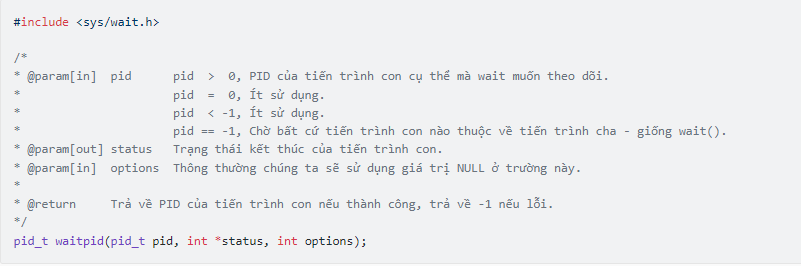 #include <sys/wait.h>
/*
* @param[in]  pid      pid  >  0, PID của tiến trình con cụ thể mà wait muốn theo dõi.
*                      pid  =  0, Ít sử dụng.
*                      pid  < -1, Ít sử dụng.
*                      pid == -1, Chờ bất cứ tiến trình con nào thuộc về tiến trình cha - giống wait().
* @param[out] status   Trạng thái kết thúc của tiến trình con.
* @param[in]  options  Thông thường chúng ta sẽ sử dụng giá trị NULL ở trường này.
*
* @return     Trả về PID của tiến trình con nếu thành công, trả về -1 nếu lỗi.
*/
pid_t waitpid(pid_t pid, int *status, int options);